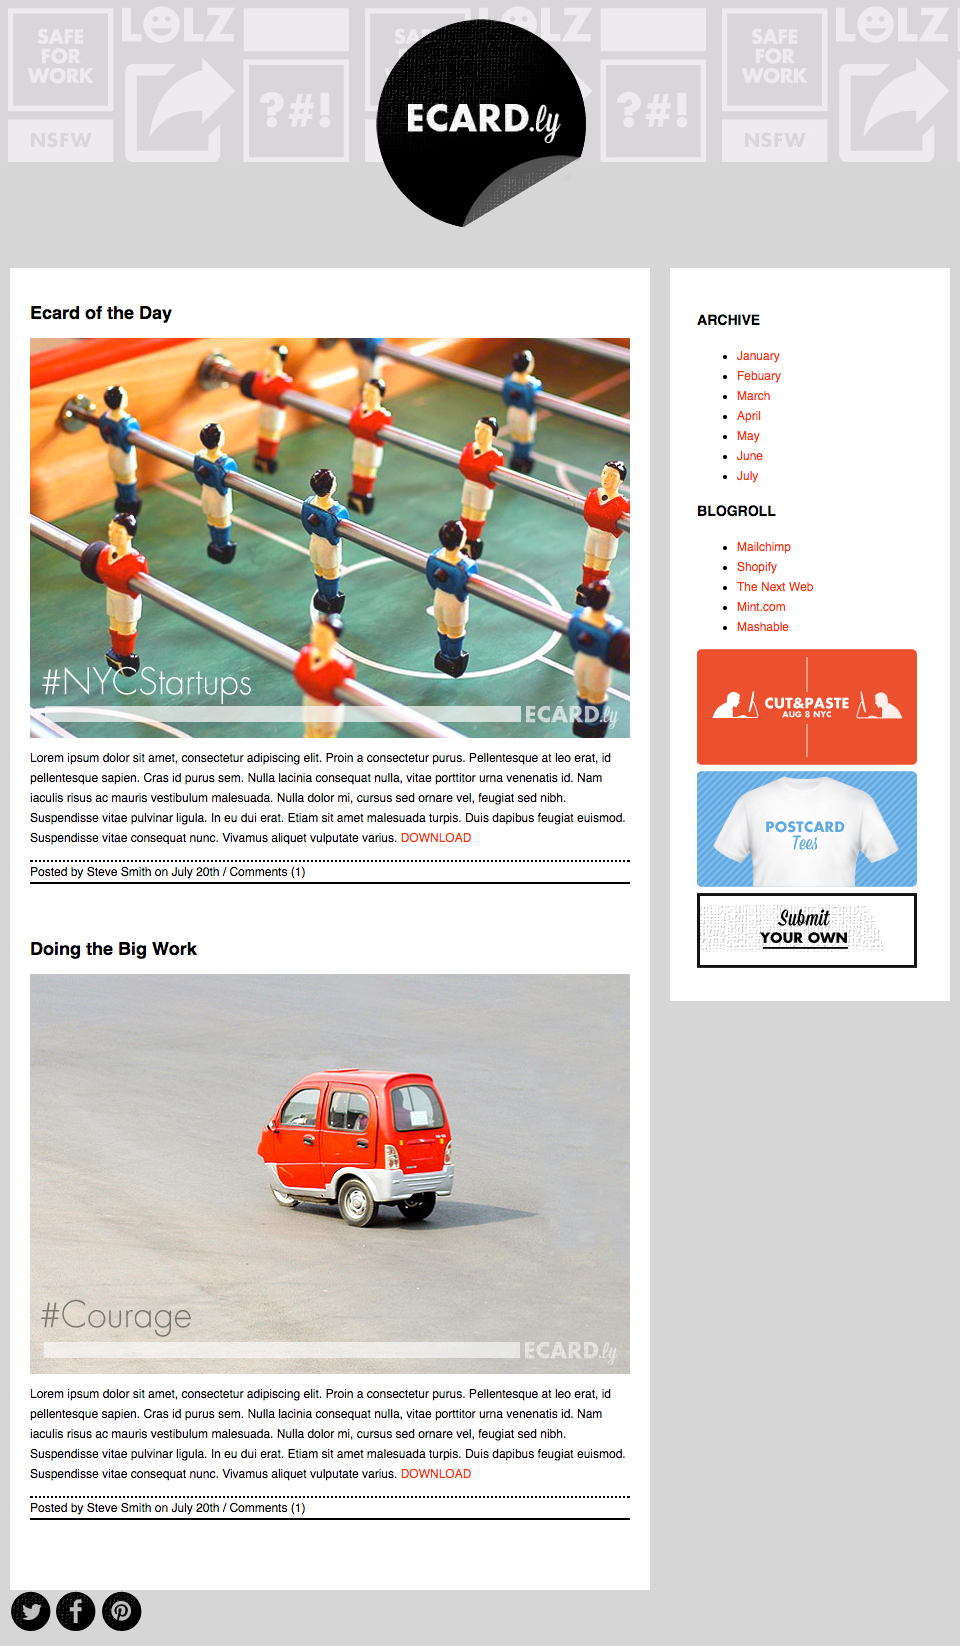 SAFE
FOR
WORK
NSFW
LOLZ
?#!
SAFE
ECARD.ly
LOLZ
?#!
SAFE
FOR
WORK
NSFW
LOLZ
Ecard of the Day
#NYCStartups
ECARD.ly
Lorem ipsum dolor sit amet, consectetur adipiscing elit. Proin a consectetur purus. Pellentesque at leo erat, id
pellentesque sapien. Cras id purus sem. Nulla lacinia consequat nulla, vitae porttitor urna venenatis id. Nam
iaculis risus ac mauris vestibulum malesuada. Nulla dolor mi, cursus sed ornare vel, feugiat sed nibh.
Suspendisse vitae pulvinar ligula. In eu dui erat. Etiam sit amet malesuada turpis. Duis dapibus feugiat euismod.
Suspendisse vitae consequat nunc. Vivamus aliquet vulputate varius. DOWNLOAD
Posted by Steve Smith on July 20th / Comments (1)
Doing the Big Work
#Courage
ECARD.ly
Lorem ipsum dolor sit amet, consectetur adipiscing elit. Proin a consectetur purus. Pellentesque at leo erat, id
pellentesque sapien. Cras id purus sem. Nulla lacinia consequat nulla, vitae porttitor urna venenatis id. Nam
iaculis risus ac mauris vestibulum malesuada. Nulla dolor mi, cursus sed ornare vel, feugiat sed nibh.
Suspendisse vitae pulvinar ligula. In eu dui erat. Etiam sit amet malesuada turpis. Duis dapibus feugiat euismod.
Suspendisse vitae consequat nunc. Vivamus aliquet vulputate varius. DOWNLOAD
Posted by Steve Smith on July 20th / Comments (1)
ARCHIVE
January
Febuary
March
April
May
June
July
BLOGROLL
Mailchimp
Shopify
The Next Web
Mint.com
Mashable
CUT&PASTE
AUG 8 NYC
POSTCARD
Tees
Submit
YOUR OWN